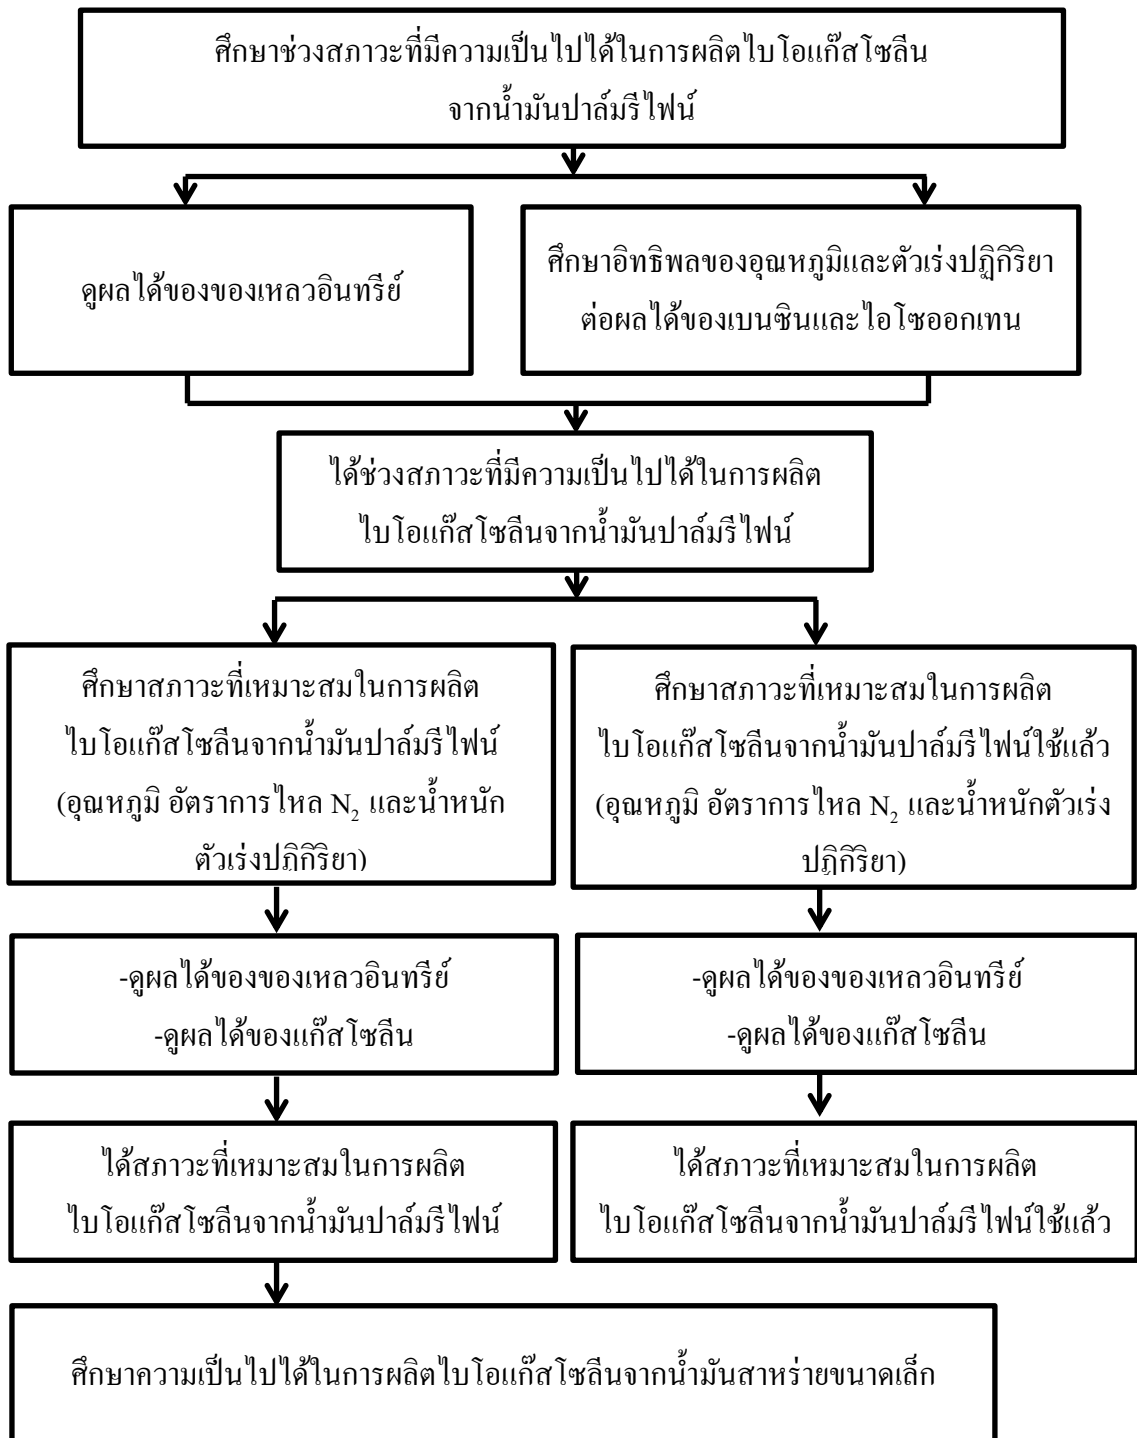 ศึกษาช่วงสภาวะที่มีความเป็นไปได้ในการผลิตไบโอแก๊สโซลีน
จากน้ำมันปาล์มรีไฟน์
ดูผลได้ของของเหลวอินทรีย์
ศึกษาอิทธิพลของอุณหภูมิและตัวเร่งปฏิกิริยา
ต่อผลได้ของเบนซินและไอโซออกเทน
ได้ช่วงสภาวะที่มีความเป็นไปได้ในการผลิต
ไบโอแก๊สโซลีนจากน้ำมันปาล์มรีไฟน์
ศึกษาสภาวะที่เหมาะสมในการผลิต
ไบโอแก๊สโซลีนจากน้ำมันปาล์มรีไฟน์
(อุณหภูมิ อัตราการไหล N₂ และน้ำหนัก
ตัวเร่งปฏิกิริยา)
ศึกษาสภาวะที่เหมาะสมในการผลิต
ไบโอแก๊สโซลีนจากน้ำมันปาล์มรีไฟน์ใช้แล้ว
(อุณหภูมิ อัตราการไหล N₂ และน้ำหนักตัวเร่ง
ปฏิกิริยา)
-ดูผลได้ของของเหลวอินทรีย์
-ดูผลได้ของแก๊สโซลีน
-ดูผลได้ของของเหลวอินทรีย์
-ดูผลได้ของแก๊สโซลีน
ได้สภาวะที่เหมาะสมในการผลิต
ไบโอแก๊สโซลีนจากน้ำมันปาล์มรีไฟน์
ได้สภาวะที่เหมาะสมในการผลิต
ไบโอแก๊สโซลีนจากน้ำมันปาล์มรีไฟน์ใช้แล้ว
ศึกษาความเป็นไปได้ในการผลิตไบโอแก๊สโซลีนจากน้ำมันสาหร่ายขนาดเล็ก